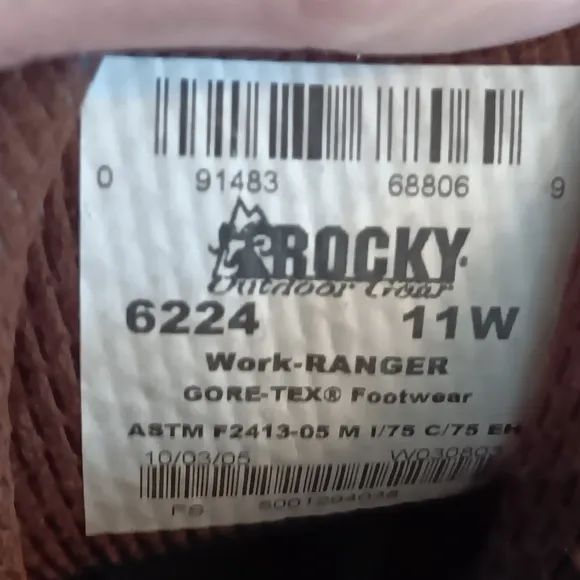 0 91483 68806 9
ROCKY
Outdoor Gear
6224 11W
Work-RANGER
GORE-TEX® Footwear
ASTM F2413-05 M I/75 C/75 EH
10/03/05
FS